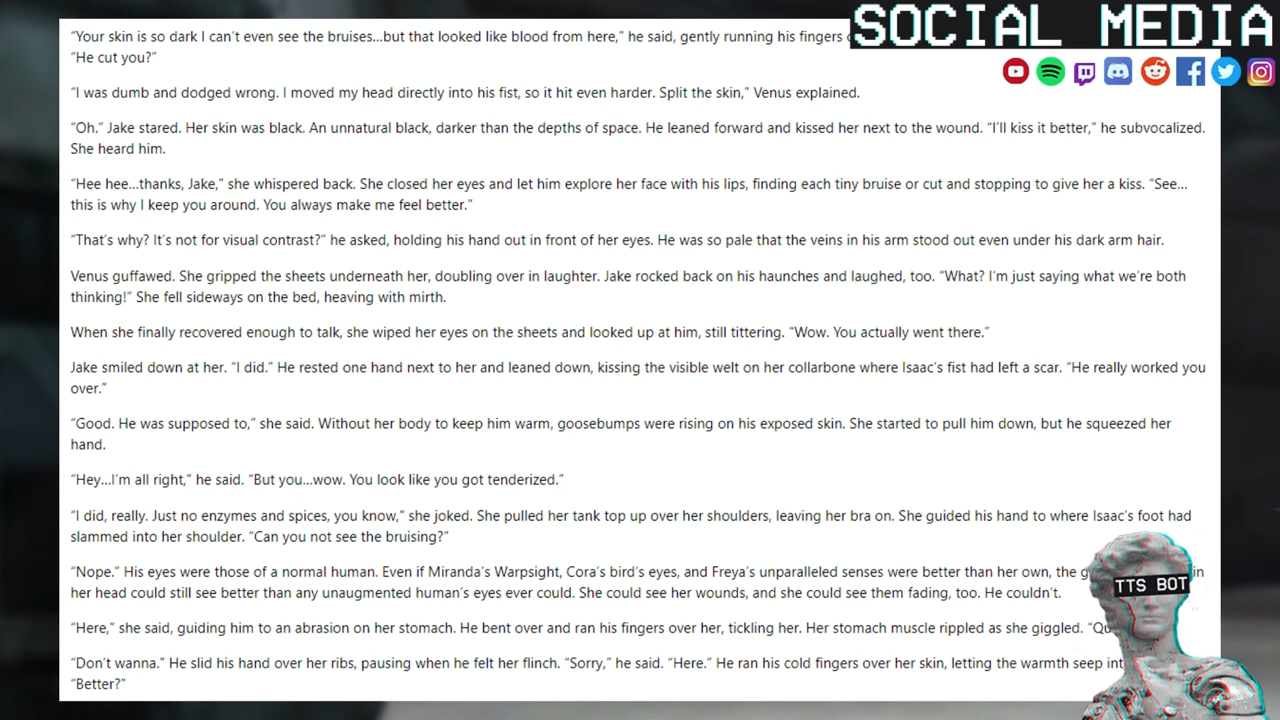 SOCIAL MEDIA
“Your skin is so dark I can’t even see the bruises…but that looked like blood from here,” he said, gently running his fingers
“He cut you?”
“I was dumb and dodged wrong. I moved my head directly into his fist, so it hit even harder. Split the skin,” Venus explained.
“Oh.” Jake stared. Her skin was black. An unnatural black, darker than the depths of space. He leaned forward and kissed her next to the wound. “I’ll kiss it better,” he subvocalized.
She heard him.
“Hee hee…thanks, Jake,” she whispered back. She closed her eyes and let him explore her face with his lips, finding each tiny bruise or cut and stopping to give her a kiss. “See…
this is why I keep you around. You always make me feel better.”
“That’s why? It’s not for visual contrast?” he asked, holding his hand out in front of her eyes. He was so pale that the veins in his arm stood out even under his dark arm hair.
Venus guffawed. She gripped the sheets underneath her, doubling over in laughter. Jake rocked back on his haunches and laughed, too. “What? I’m just saying what we’re both
thinking!” She fell sideways on the bed, heaving with mirth.
When she finally recovered enough to talk, she wiped her eyes on the sheets and looked up at him, still tittering. “Wow. You actually went there.”
Jake smiled down at her. “I did.” He rested one hand next to her and leaned down, kissing the visible welt on her collarbone where Isaac’s fist had left a scar. “He really worked you
over.”
“Good. He was supposed to,” she said. Without her body to keep him warm, goosebumps were rising on his exposed skin. She started to pull him down, but he squeezed her
hand.
“Hey…I’m all right,” he said. “But you…wow. You look like you got tenderized.”
“I did, really. Just no enzymes and spices, you know,” she joked. She pulled her tank top up over her shoulders, leaving her bra on. She guided his hand to where Isaac’s foot had
slammed into her shoulder. “Can you not see the bruising?”
“Nope.” His eyes were those of a normal human. Even if Miranda’s Warpsight, Cora’s bird’s eyes, and Freya’s unparalleled senses were better than her own, the in
her head could still see better than any unaugmented human’s eyes ever could. She could see her wounds, and she could see them fading, too. He couldn’t.
“Here,” she said, guiding him to an abrasion on her stomach. He bent over and ran his fingers over her, tickling her. Her stomach muscle rippled as she giggled.
“Don’t wanna.” He slid his hand over her ribs, pausing when he felt her flinch. “Sorry,” he said. “Here.” He ran his cold fingers over her skin, letting the warmth seep
“Better?”
TTS BOT